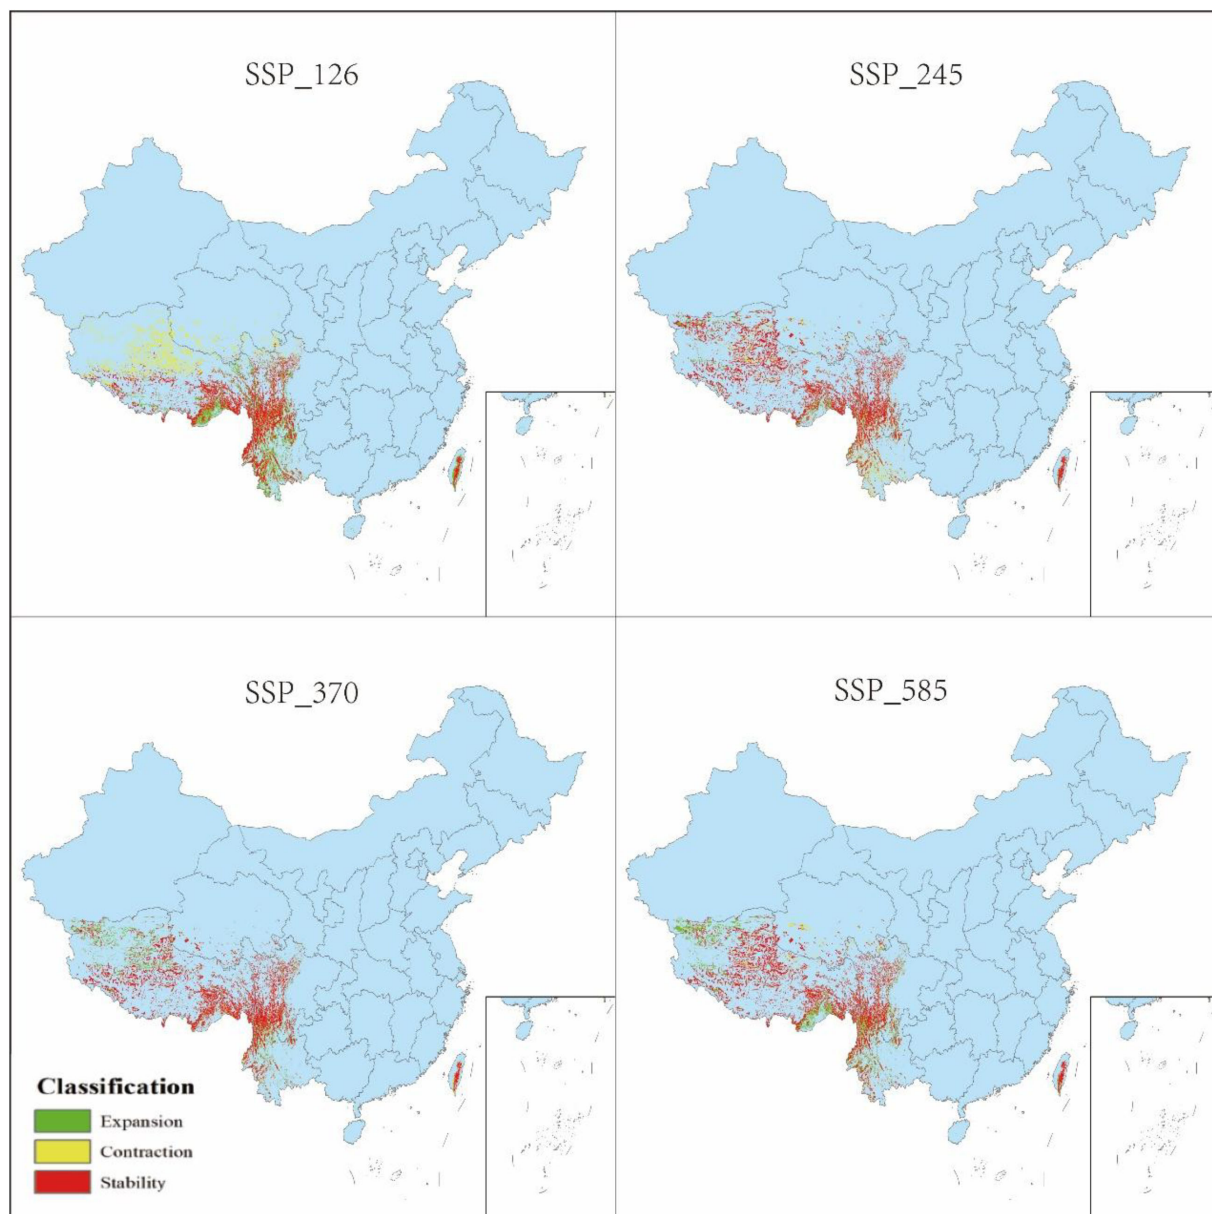 SSP_126
SSP_245
SSP_370
SSP_585
Classification
Expansion
Contraction
Stability